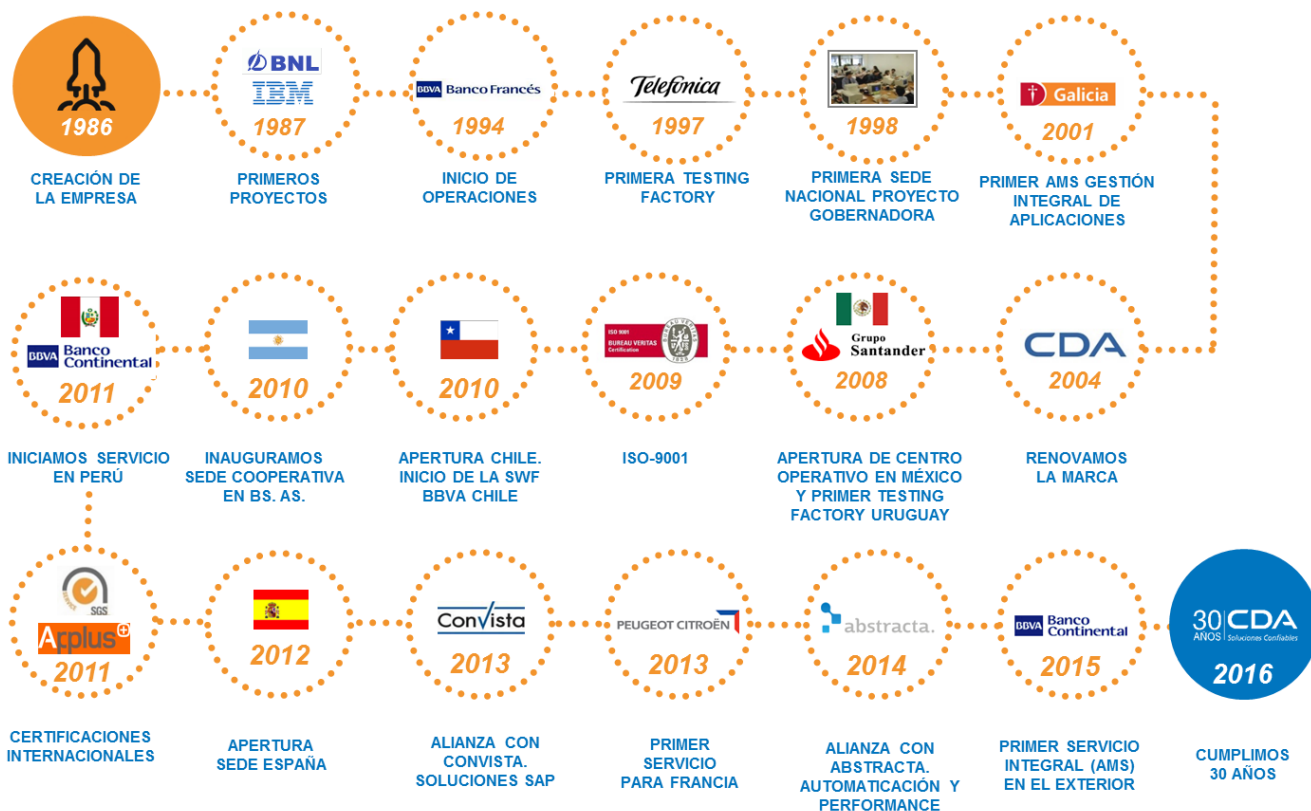 1986
CREACIÓN DE
LA EMPRESA
BNL
IBM
1987
PRIMEROS
PROYECTOS
BBVA Banco Francés
1994
INICIO DE
OPERACIONES
Telefónica
1997
PRIMERA TESTING
FACTORY
1998
PRIMERA SEDE
NACIONAL PROYECTO
GOBERNADORA
Galicia
2001
PRIMER AMS GESTIÓN
INTEGRAL DE
APLICACIONES
BBVA Banco
Continental
2011
INICIAMOS SERVICIO
EN PERÚ
2010
INAUGURAMOS
SEDE COOPERATIVA
EN BS. AS.
2010
APERTURA CHILE.
INICIO DE LA SWF
BBVA CHILE
ISO 9001
BUREAU VERITAS
Certification
2009
ISO-9001
Grupo
Santander
2008
APERTURA DE CENTRO
OPERATIVO EN MÉXICO
Y PRIMER TESTING
FACTORY URUGUAY
CDA
2004
RENOVAMOS
LA MARCA
SGS
Applus+
2011
CERTIFICACIONES
INTERNACIONALES
2012
APERTURA
SEDE ESPAÑA
ConVista
2013
ALIANZA CON
CONVISTA.
SOLUCIONES SAP
PEUGEOT CITROËN
2013
PRIMER
SERVICIO
PARA FRANCIA
abstracta.
2014
ALIANZA CON
ABSTRACTA.
AUTOMATICACIÓN Y
PERFORMANCE
BBVA Banco
Continental
2015
PRIMER SERVICIO
INTEGRAL (AMS)
EN EL EXTERIOR
30 AÑOS CDA
Soluciones Confiables
2016
CUMPLIMOS
30 AÑOS